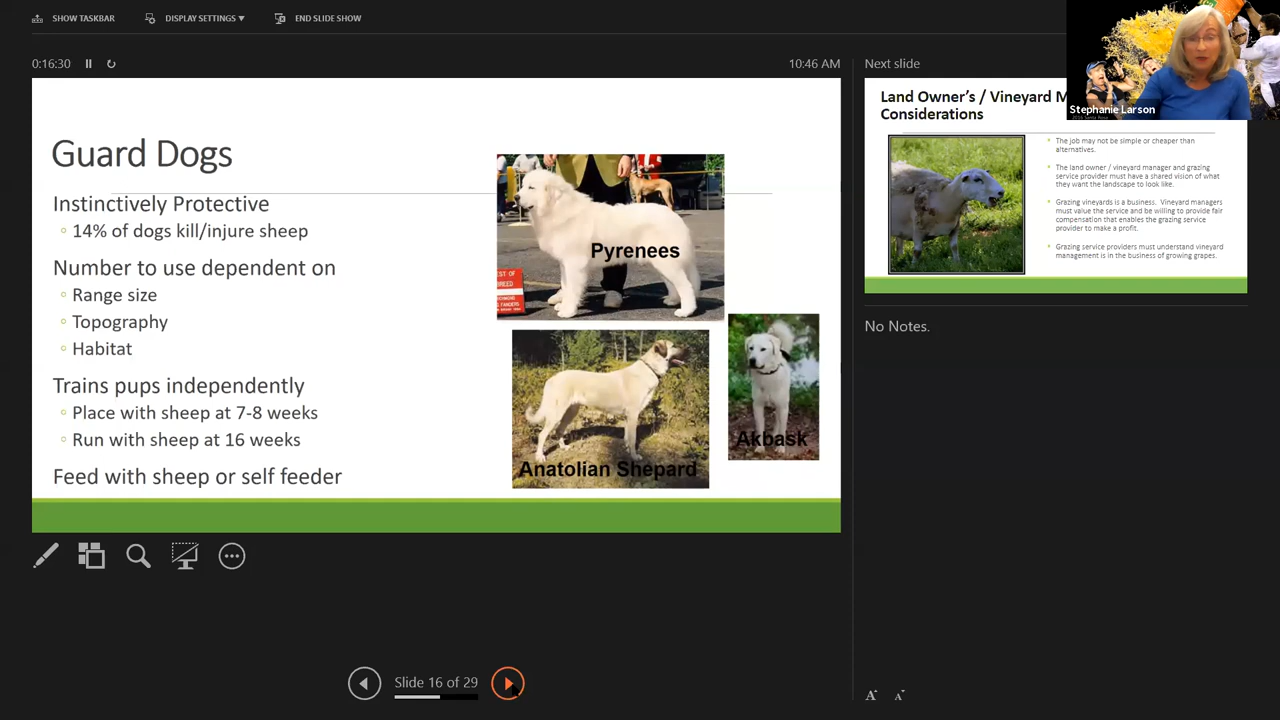 SHOW TASKBAR
DISPLAY SETTINGS ▼
END SLIDE SHOW
0:16:30
10:46 AM
Guard Dogs
Instinctively Protective
14% of dogs kill/injure sheep
Number to use dependent on
Range size
Topography
Habitat
Trains pups independently
Place with sheep at 7-8 weeks
Run with sheep at 16 weeks
Feed with sheep or self feeder
Pyrenees
Anatolian Shepard
Akbask
Slide 16 of 29
Next slide
Land Owner's / Vineyard M
Considerations
The job may not be simple or cheaper than
alternatives.
The land owner / vineyard manager and grazing
service provider must have a shared vision of what
they want the landscape to look like.
Grazing vineyards is a business. Vineyard managers
must value the service and be willing to provide fair
compensation that enables the grazing service
provider to make a profit.
Grazing service providers must understand vineyard
management is in the business of growing grapes.
No Notes.
A A
Stephanie Larson